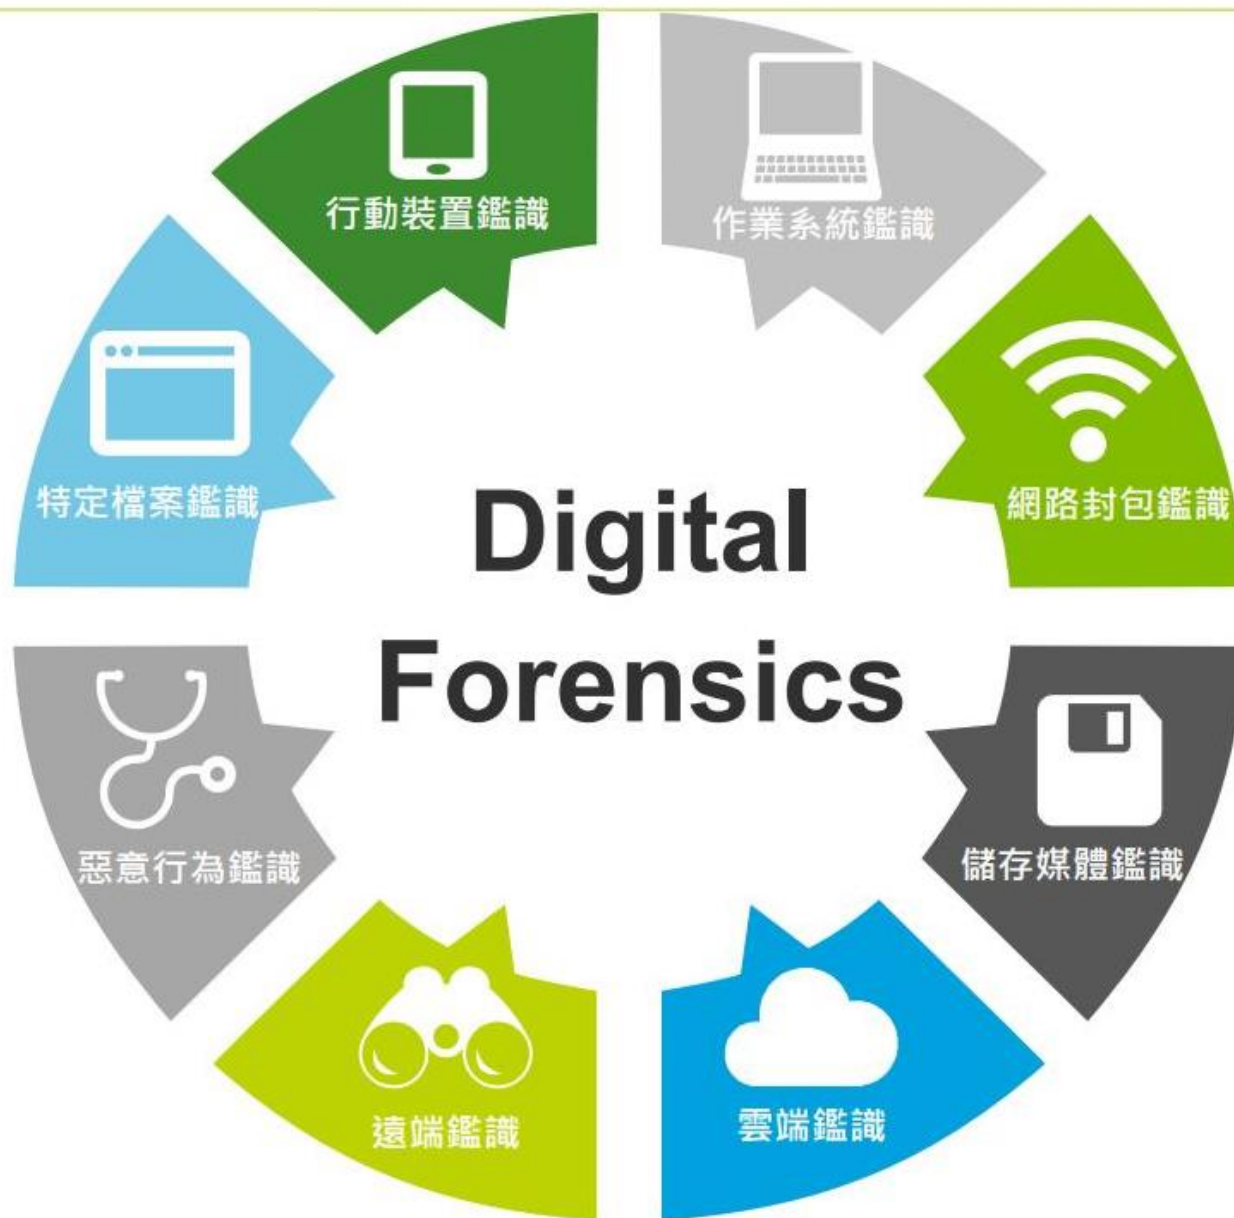 行動裝置鑑識
作業系統鑑識
特定檔案鑑識
網路封包鑑識
Digital
Forensics
惡意行為鑑識
儲存媒體鑑識
遠端鑑識
雲端鑑識